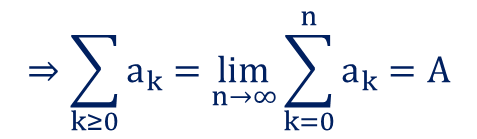 ⇒ ∑_{k≥0} a_k = lim_{n→∞} ∑_{k=0}^{n} a_k = A